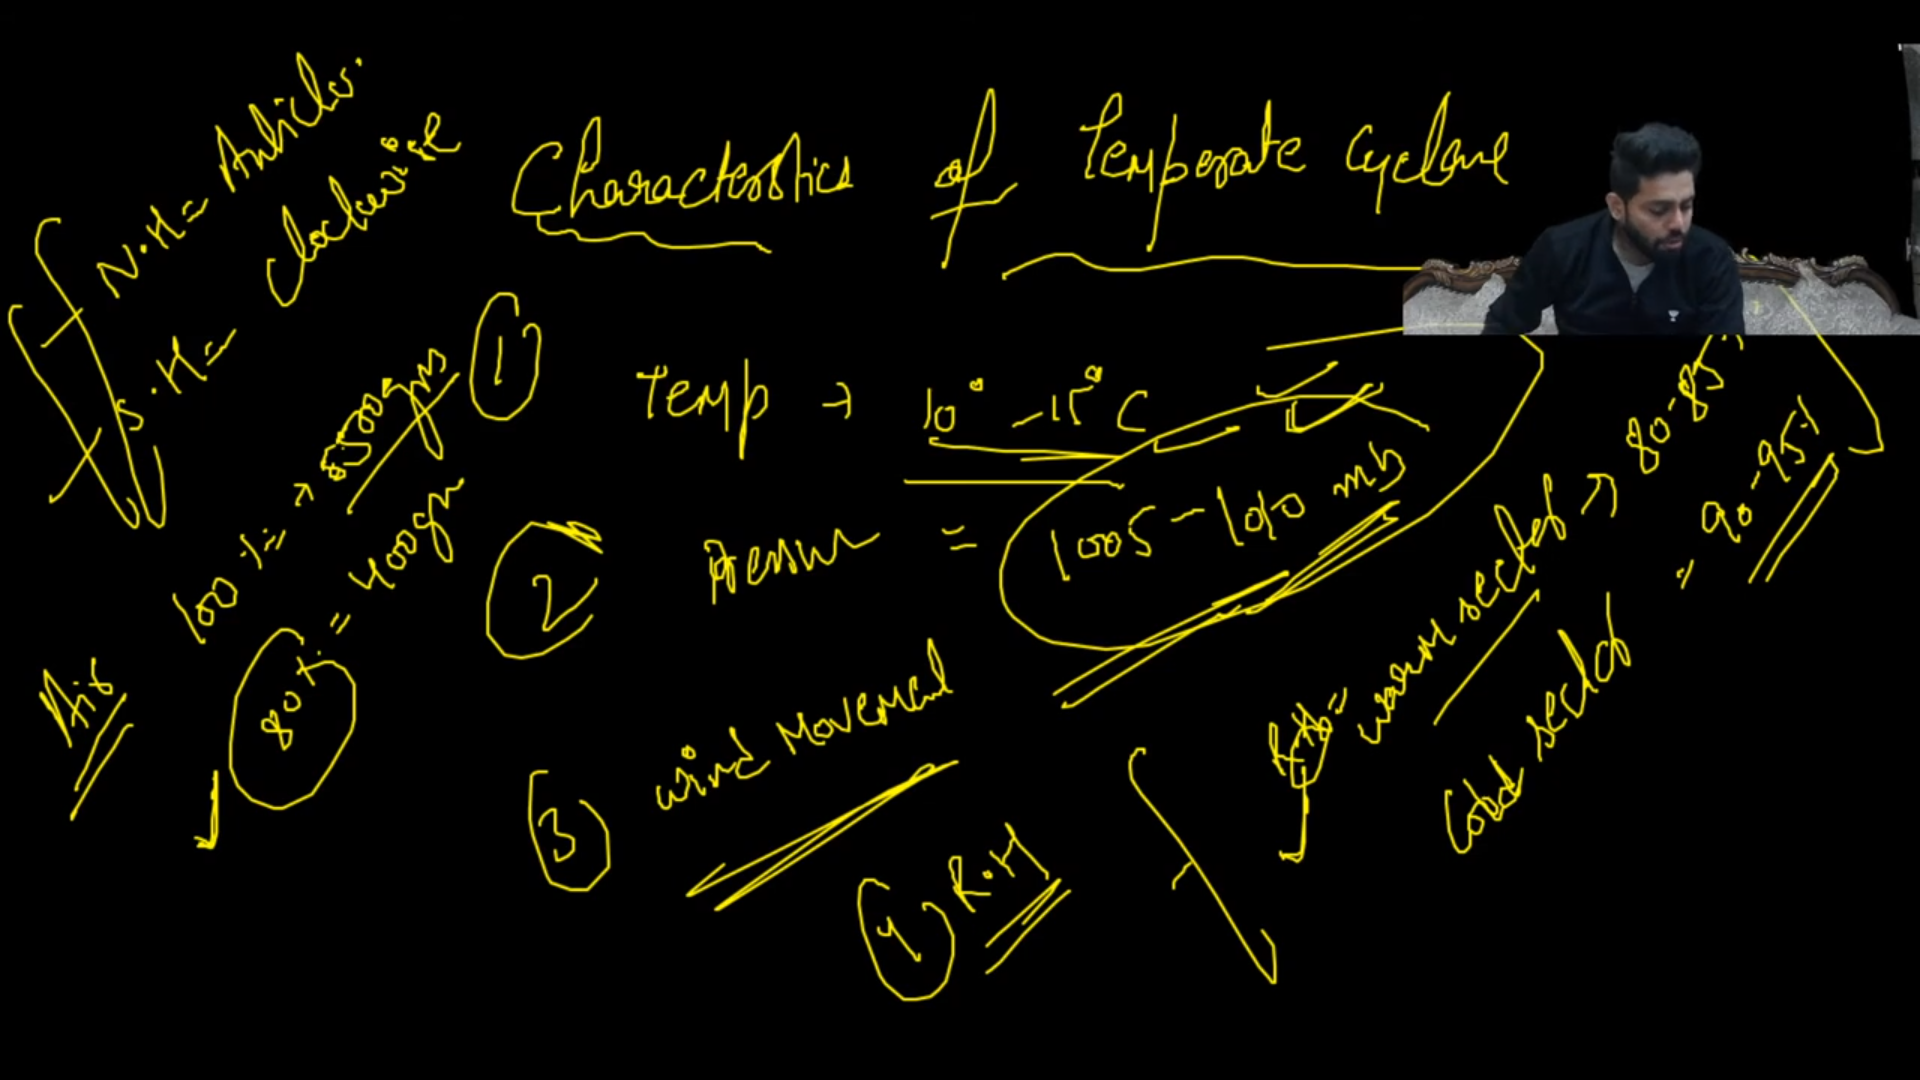 Characteristics of Temperate Cyclone
N.H = Anticlo.
S.H = Clockwise
1 Temp → 10° - 15° C
2 = 1005 - 1010 mb
3 Wind Movement
4 R.H
R.H = warm sector → 80-85%
Cold sector = 90-95%
Air 100% = → 500gm
80% = 400gm